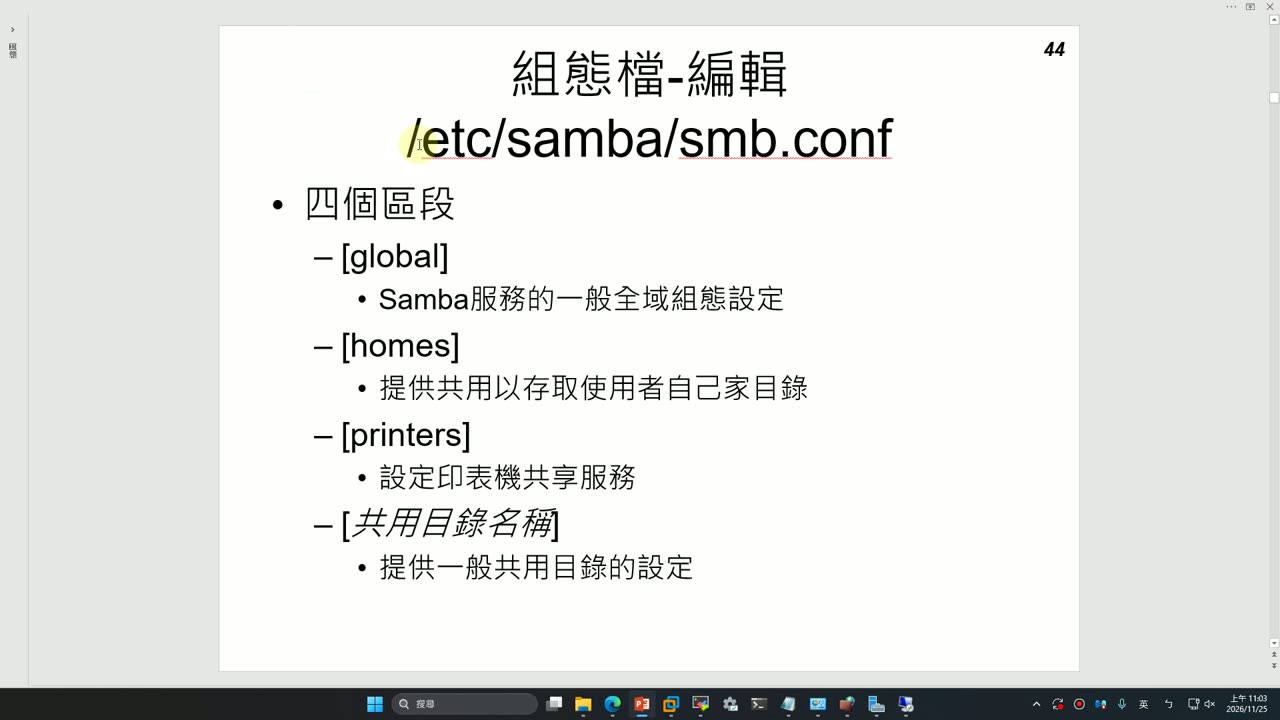 44
組態檔-編輯
/etc/samba/smb.conf
• 四個區段
– [global]
• Samba服務的一般全域組態設定
– [homes]
• 提供共用以存取使用者自己家目錄
– [printers]
• 設定印表機共享服務
– [共用目錄名稱]
• 提供一般共用目錄的設定
搜尋
英
上午 11:03
2026/11/25